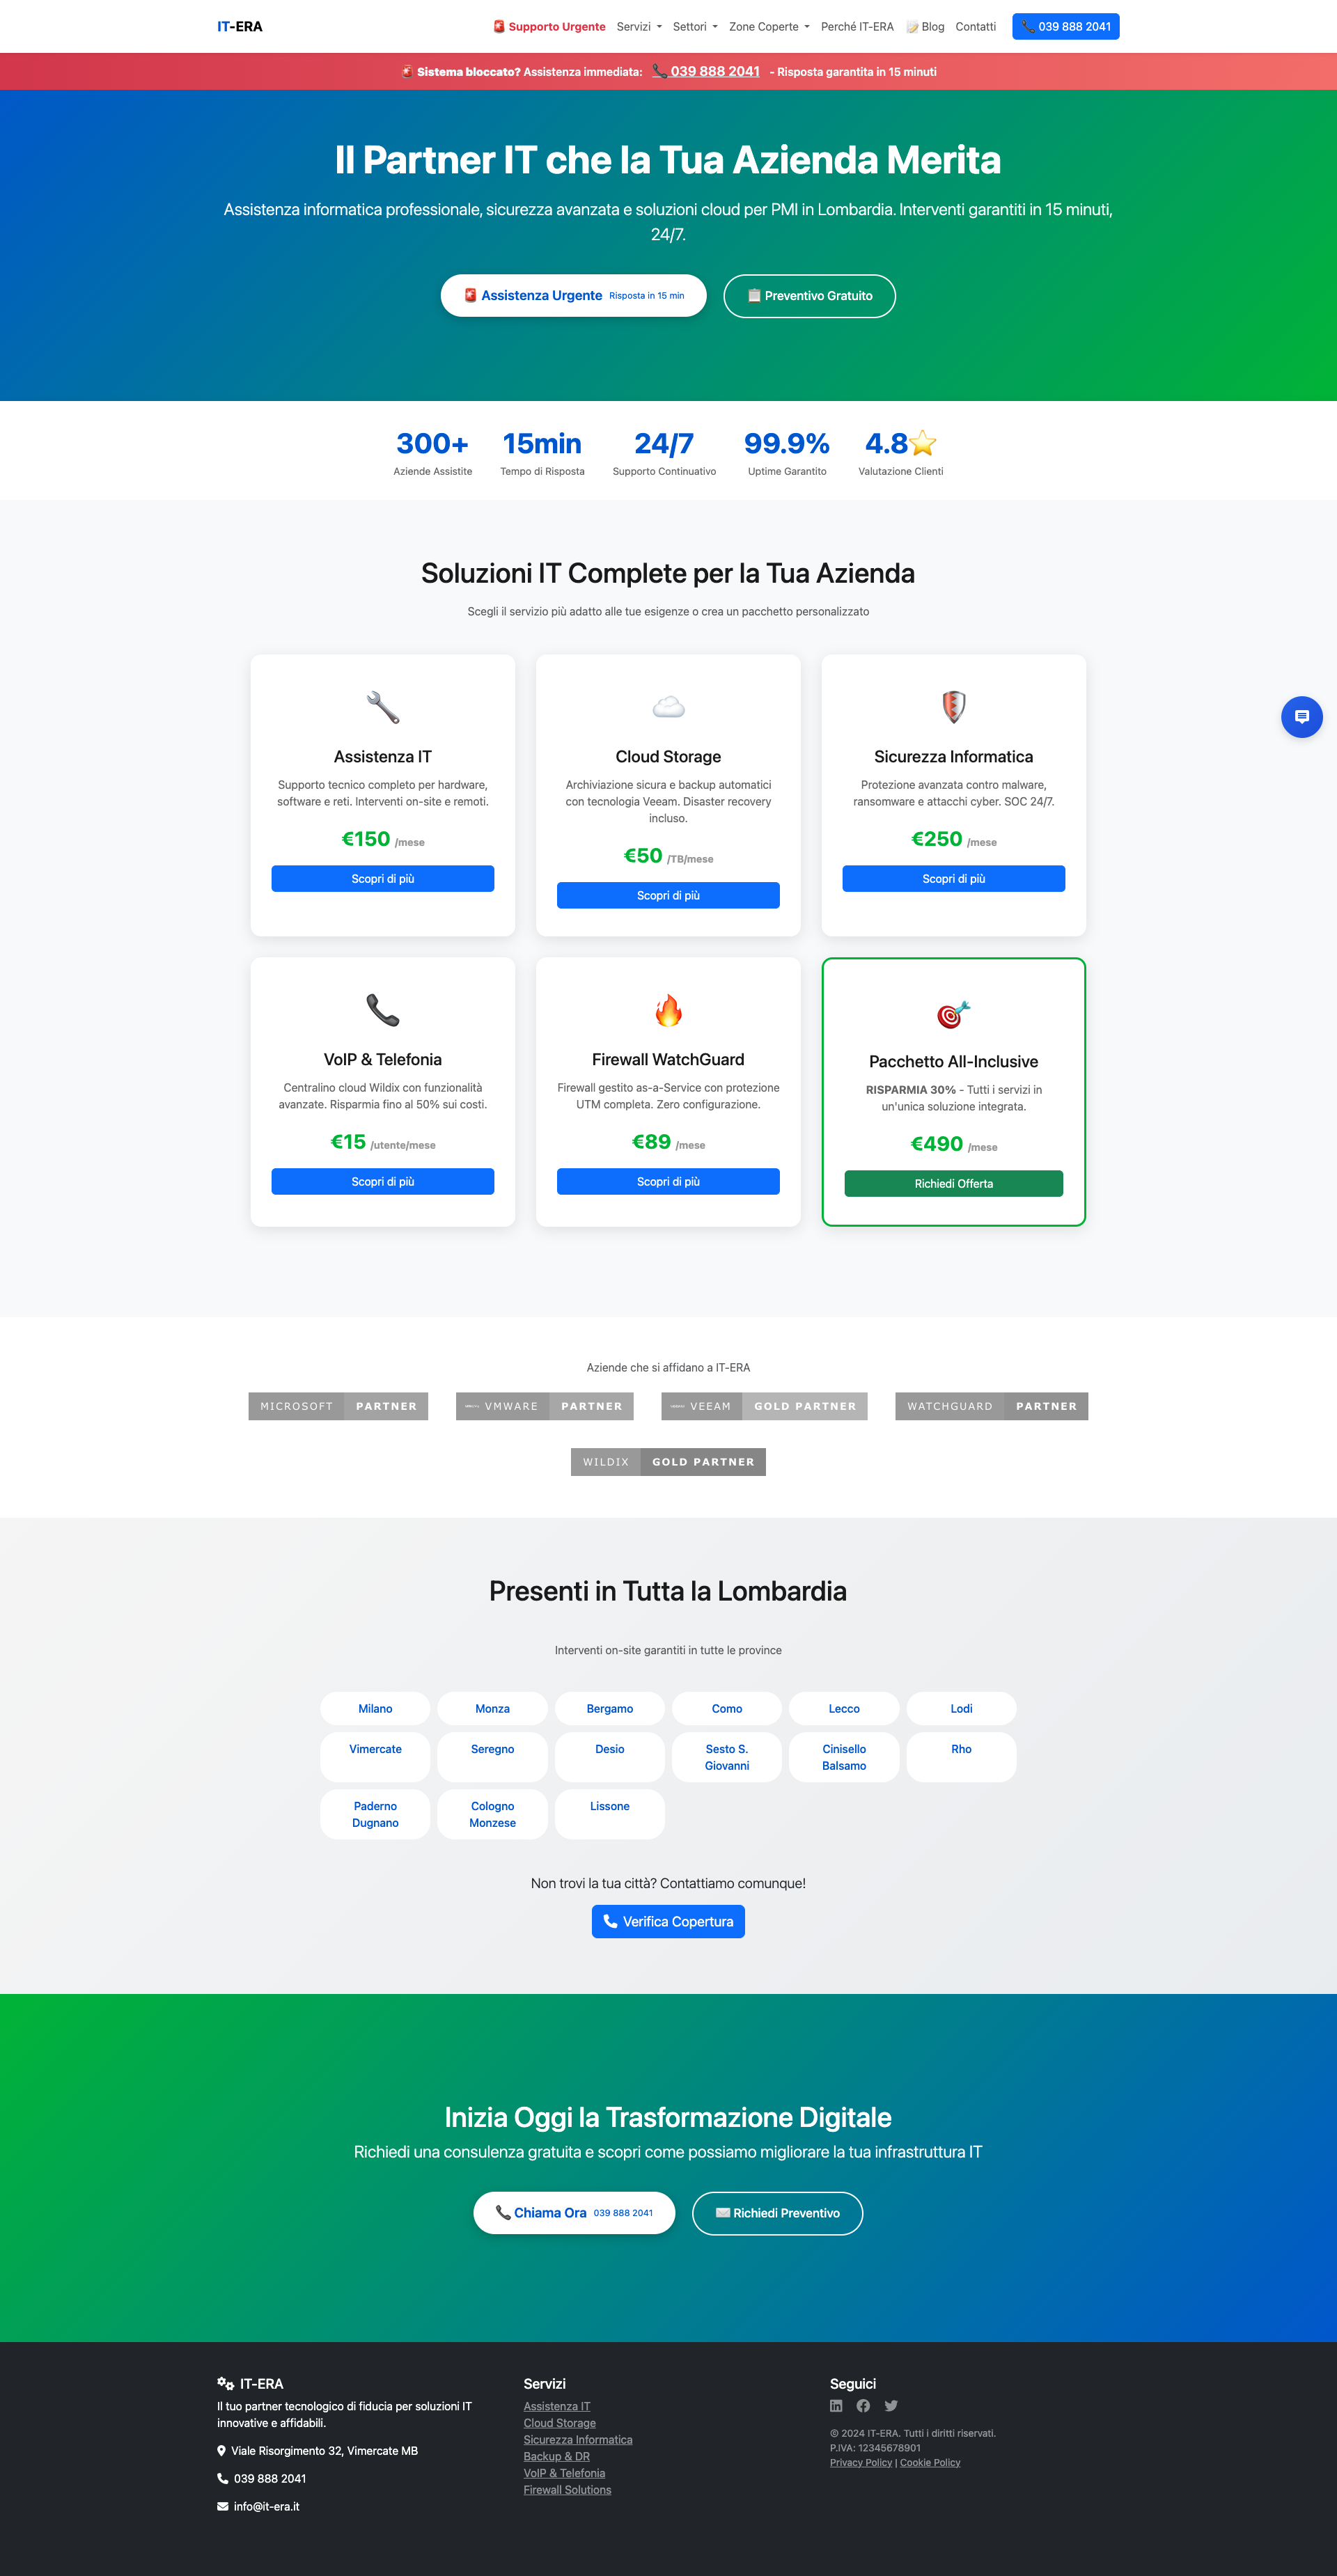 IT-ERA
🚨 Supporto Urgente
Servizi
Settori
Zone Coperte
Perché IT-ERA
📝 Blog
Contatti
📞 039 888 2041
🚨 Sistema bloccato? Assistenza immediata: 📞 039 888 2041 - Risposta garantita in 15 minuti
Il Partner IT che la Tua Azienda Merita
Assistenza informatica professionale, sicurezza avanzata e soluzioni cloud per PMI in Lombardia. Interventi garantiti in 15 minuti,
24/7.
🚨 Assistenza Urgente Risposta in 15 min
📋 Preventivo Gratuito
300+
Aziende Assistite
15min
Tempo di Risposta
24/7
Supporto Continuativo
99.9%
Uptime Garantito
4.8⭐
Valutazione Clienti
Soluzioni IT Complete per la Tua Azienda
Scegli il servizio più adatto alle tue esigenze o crea un pacchetto personalizzato
Assistenza IT
Supporto tecnico completo per hardware,
software e reti. Interventi on-site e remoti.
€150 /mese
Scopri di più
Cloud Storage
Archiviazione sicura e backup automatici
con tecnologia Veeam. Disaster recovery
incluso.
€50 /TB/mese
Scopri di più
Sicurezza Informatica
Protezione avanzata contro malware,
ransomware e attacchi cyber. SOC 24/7.
€250 /mese
Scopri di più
VoIP & Telefonia
Centralino cloud Wildix con funzionalità
avanzate. Risparmia fino al 50% sui costi.
€15 /utente/mese
Scopri di più
Firewall WatchGuard
Firewall gestito as-a-Service con protezione
UTM completa. Zero configurazione.
€89 /mese
Scopri di più
Pacchetto All-Inclusive
RISPARMIA 30% - Tutti i servizi in
un'unica soluzione integrata.
€490 /mese
Richiedi Offerta
Aziende che si affidano a IT-ERA
MICROSOFT PARTNER
VMWARE PARTNER
VEEAM GOLD PARTNER
WATCHGUARD PARTNER
WILDIX GOLD PARTNER
Presenti in Tutta la Lombardia
Interventi on-site garantiti in tutte le province
Milano
Monza
Bergamo
Como
Lecco
Lodi
Vimercate
Seregno
Desio
Sesto S.
Giovanni
Cinisello
Balsamo
Rho
Paderno
Dugnano
Cologno
Monzese
Lissone
Non trovi la tua città? Contattiamo comunque!
Verifica Copertura
Inizia Oggi la Trasformazione Digitale
Richiedi una consulenza gratuita e scopri come possiamo migliorare la tua infrastruttura IT
📞 Chiama Ora 039 888 2041
✉️ Richiedi Preventivo
IT-ERA
Il tuo partner tecnologico di fiducia per soluzioni IT
innovative e affidabili.
Viale Risorgimento 32, Vimercate MB
039 888 2041
info@it-era.it
Servizi
Assistenza IT
Cloud Storage
Sicurezza Informatica
Backup & DR
VoIP & Telefonia
Firewall Solutions
Seguici
© 2024 IT-ERA. Tutti i diritti riservati.
P.IVA: 12345678901
Privacy Policy | Cookie Policy